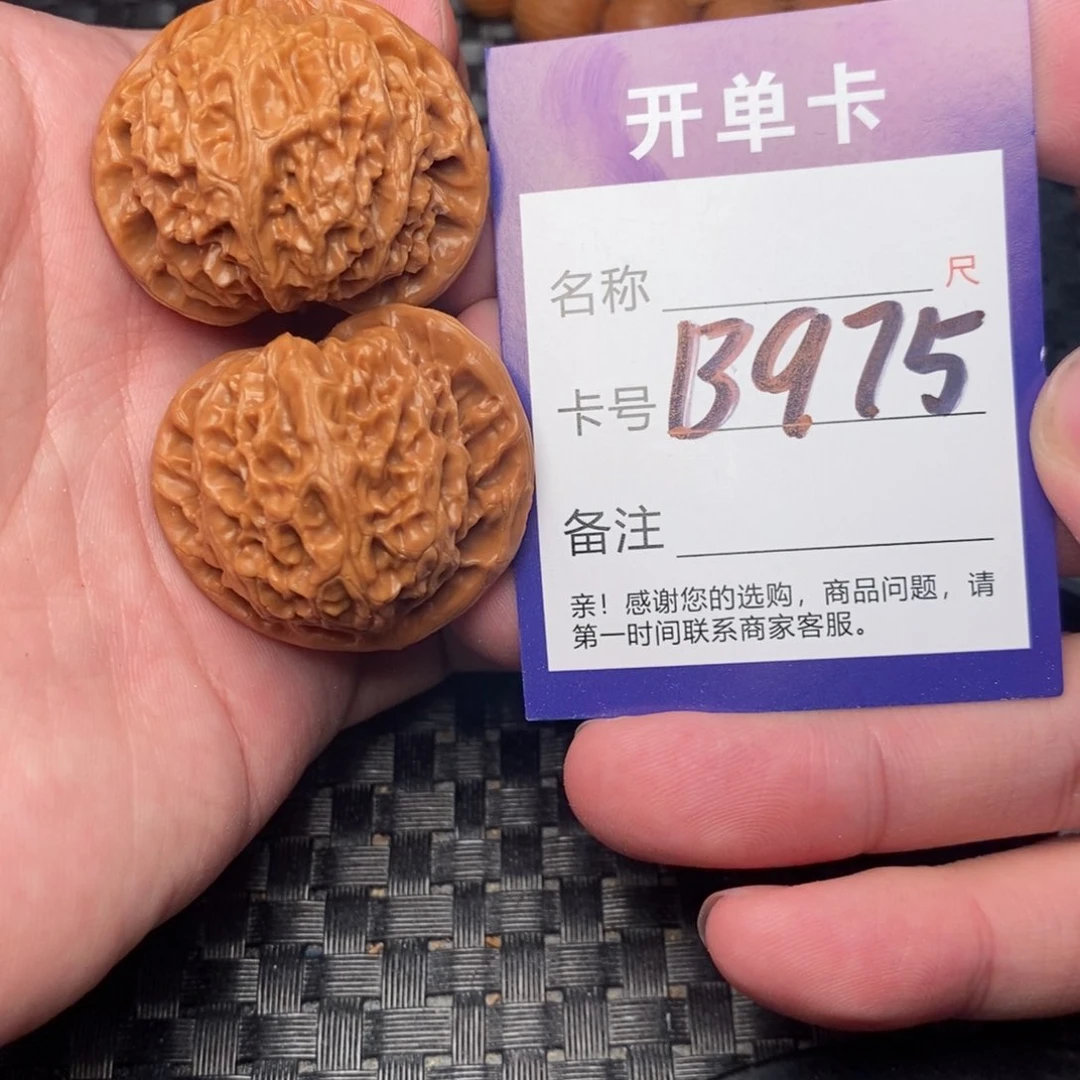 开单卡
名称 尺
卡号 B975
备注
亲！感谢您的选购，商品问题，请
第一时间联系商家客服。